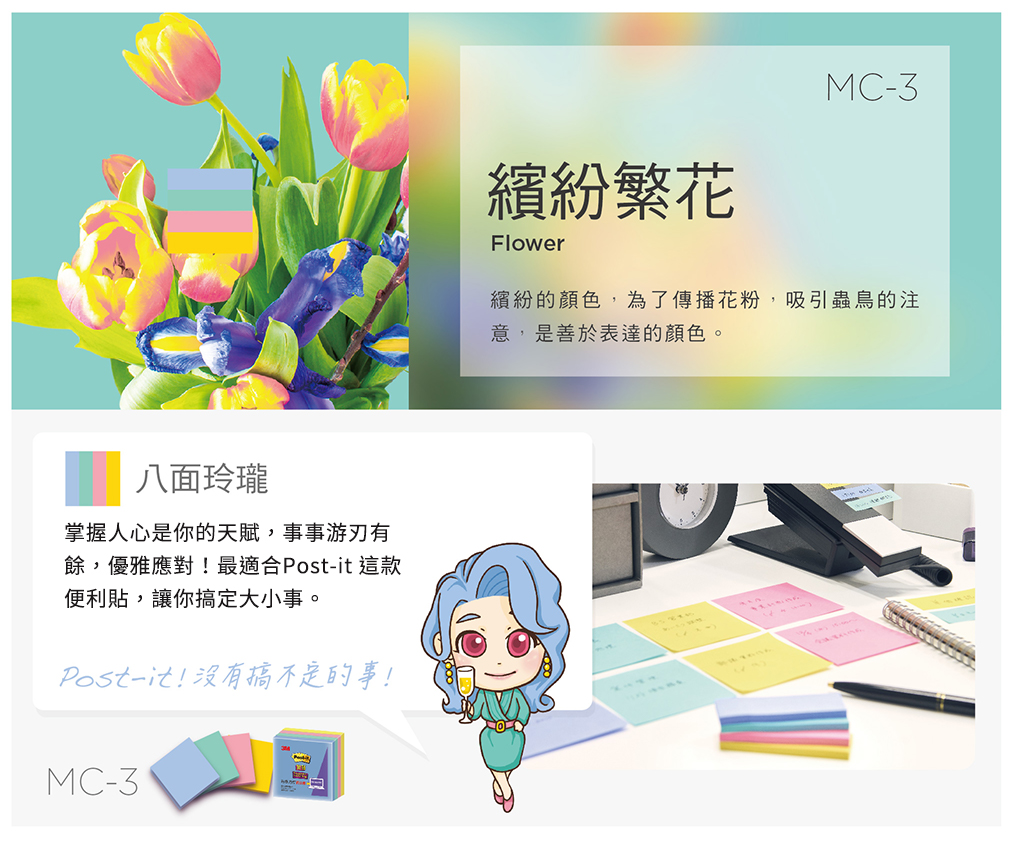 MC-3
繽紛繁花
Flower
繽紛的顏色，為了傳播花粉，吸引蟲鳥的注
意，是善於表達的顏色。
八面玲瓏
掌握人心是你的天賦，事事游刃有
餘，優雅應對！最適合Post-it 這款
便利貼，讓你搞定大小事。
Post-it! 沒有搞不定的事!
MC-3
3M
Post-it